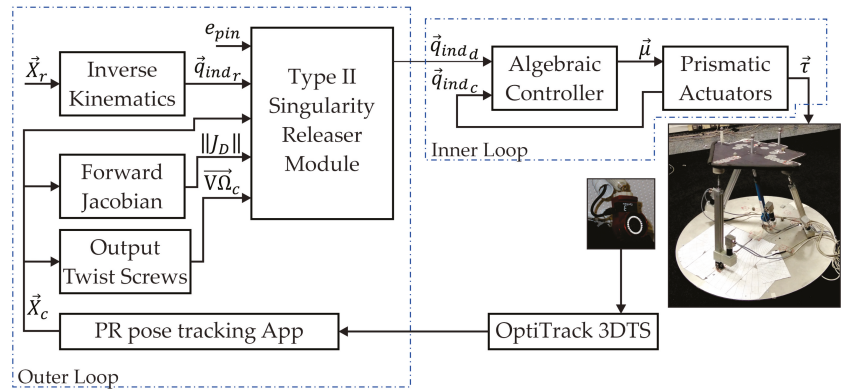 e_pin
X⃗_r
Inverse
Kinematics
q⃗_ind_r
Type II
Singularity
Releaser
Module
Forward
Jacobian
||J_D||
V⃗Ω⃗_c
Output
Twist Screws
X⃗_c
PR pose tracking App
Outer Loop
q⃗_ind_d
q⃗_ind_c
Algebraic
Controller
μ⃗
Prismatic
Actuators
τ⃗
Inner Loop
OptiTrack 3DTS